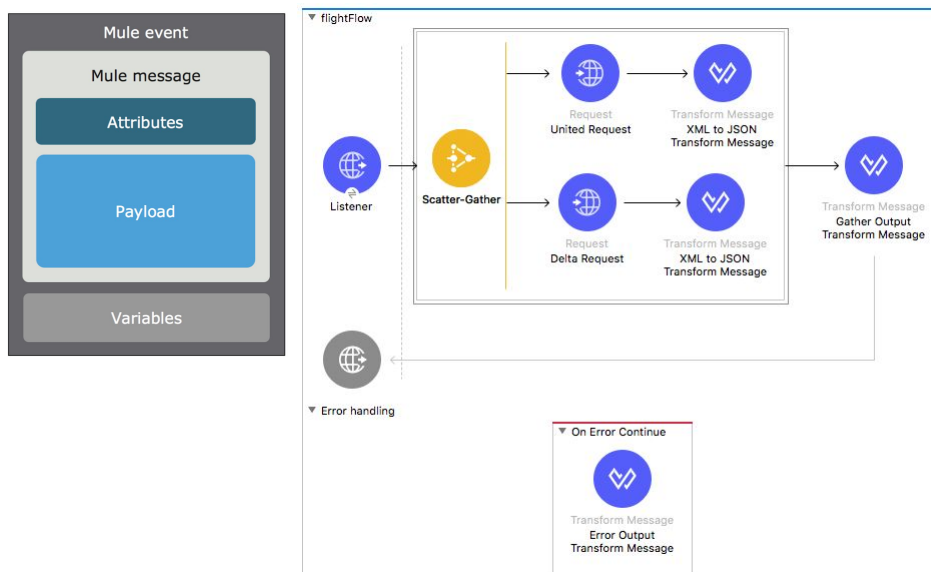 Mule event
Mule message
Attributes
Payload
Variables
flightFlow
Listener
Scatter-Gather
Request
United Request
Transform Message
XML to JSON
Transform Message
Request
Delta Request
Transform Message
XML to JSON
Transform Message
Transform Message
Gather Output
Transform Message
Error handling
On Error Continue
Transform Message
Error Output
Transform Message